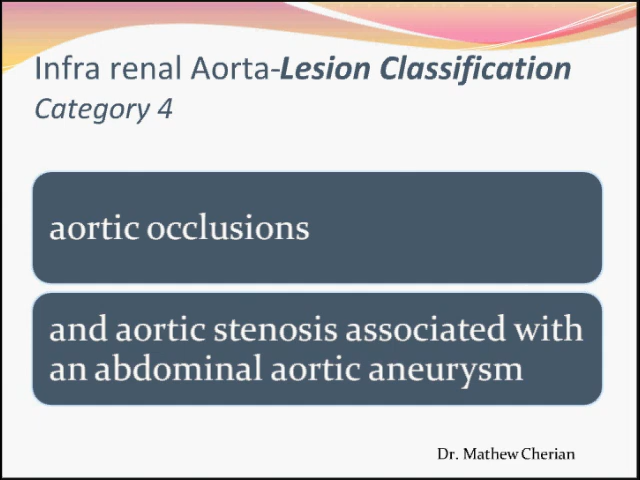 Infra renal Aorta-Lesion Classification
Category 4
aortic occlusions
and aortic stenosis associated with
an abdominal aortic aneurysm
Dr. Mathew Cherian